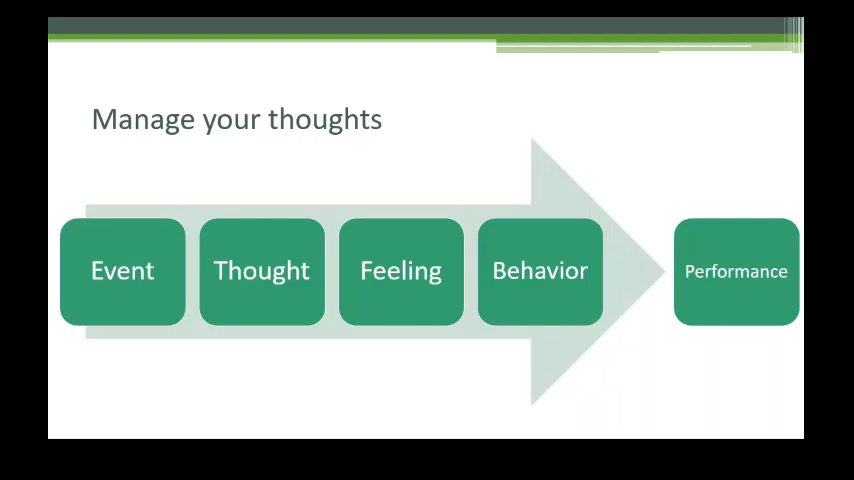 Manage your thoughts
Event
Thought
Feeling
Behavior
Performance